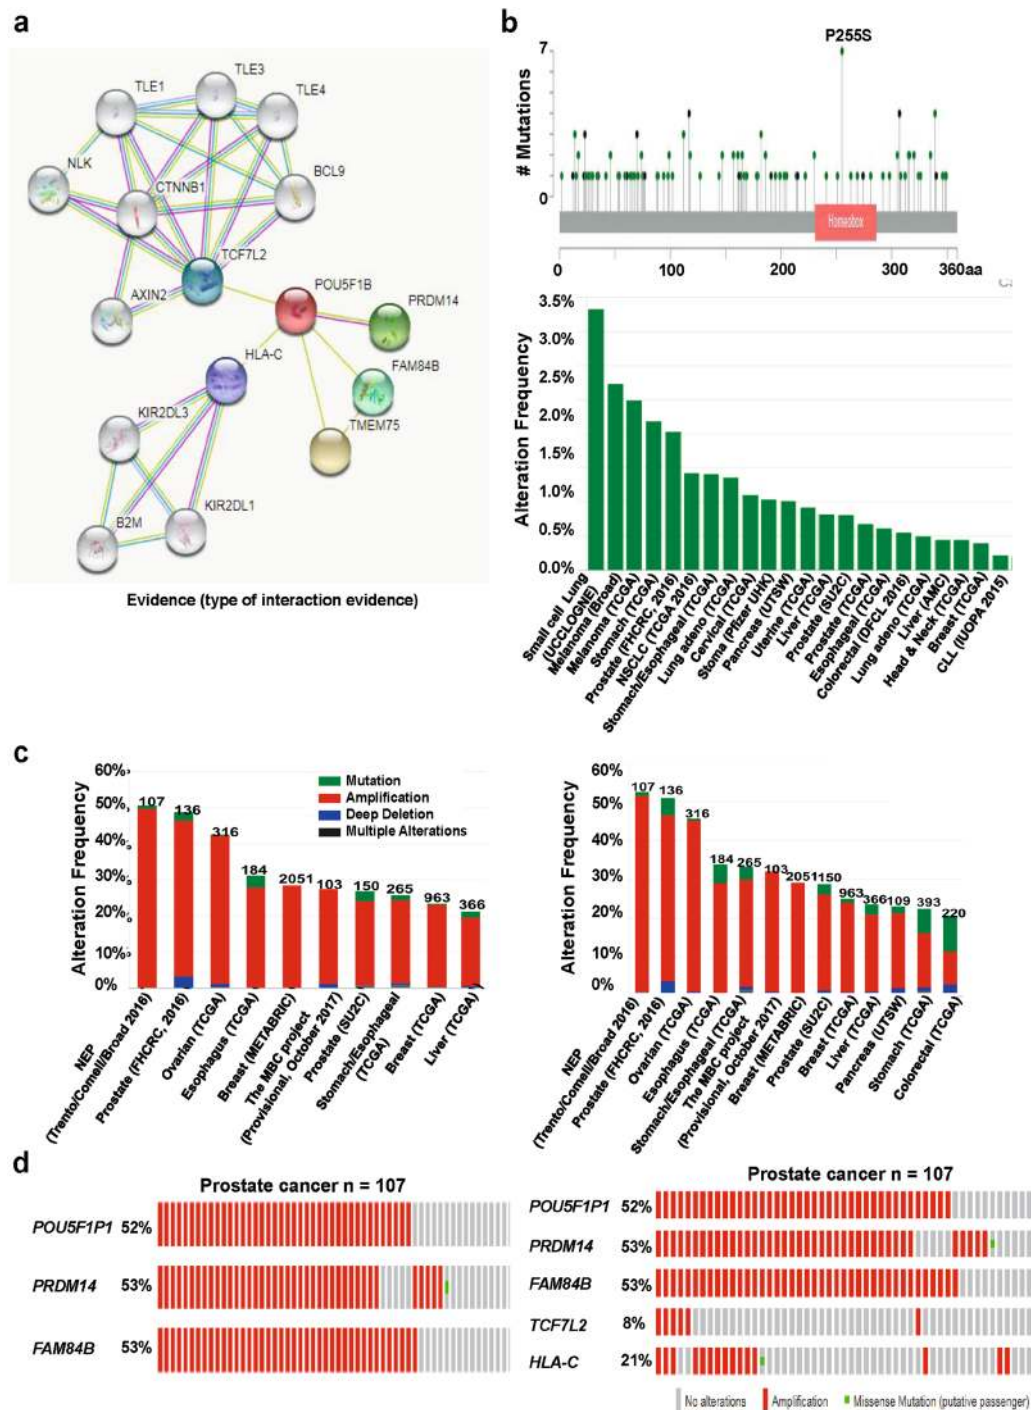 a
TLE3
TLE1
TLE4
NLK
CTNNB1
BCL9
TCF7L2
POU5F1B
PRDM14
AXIN2
HLA-C
FAM84B
KIR2DL3
TMEM75
B2M
KIR2DL1
Evidence (type of interaction evidence)
b
P255S
7
# Mutations
0
Homeobox
0 100 200 300 360aa
3.5%
3.0%
2.5%
2.0%
1.0%
0.5%
0.0%
Alteration Frequency
Small cell Lung
(UCCLOGNE)
Melanoma (Broad)
Melanoma (TCGA)
Stomach (TCGA)
Prostate (FHCRC, 2016)
NSCLC (TCGA 2016)
Stomach/Esophageal (TCGA)
Lung adeno (TCGA)
Cervical (TCGA)
Stoma (Pfizer UHK)
Pancreas (UTSW)
Uterine (TCGA)
Liver (TCGA)
Prostate (SU2C)
Prostate (TCGA)
Esophageal (TCGA)
Colorectal (DFCL 2016)
Lung adeno (TCGA)
Liver (AMC)
Head & Neck (TCGA)
Breast (TCGA)
CLL (IUOPA 2015)
c
60%
50%
40%
30%
20%
10%
0%
Alteration Frequency
Mutation
Amplification
Deep Deletion
Multiple Alterations
107 136 316 184 2051 103 150 265 963 366
NEP
(Trento/Cornell/Broad 2016)
Prostate (FHCRC, 2016)
Ovarian (TCGA)
Esophagus (TCGA)
Breast (METABRIC)
The MBC project
(Provisional, October 2017)
Prostate (SU2C)
Stomach/Esophageal
(TCGA)
Breast (TCGA)
Liver (TCGA)
60%
50%
40%
30%
20%
10%
0%
Alteration Frequency
107 136 316 184 265 103 2051 150 963 366 109 393 220
NEP
(Trento/Cornell/Broad 2016)
Prostate (FHCRC, 2016)
Ovarian (TCGA)
Esophagus (TCGA)
Stomach/Esophageal (TCGA)
The MBC project
(Provisional, October 2017)
Breast (METABRIC)
Prostate (SU2C)
Breast (TCGA)
Liver (TCGA)
Pancreas (UTSW)
Stomach (TCGA)
Colorectal (TCGA)
d
Prostate cancer n = 107
POU5F1P1 52%
PRDM14 53%
FAM84B 53%
Prostate cancer n = 107
POU5F1P1 52%
PRDM14 53%
FAM84B 53%
TCF7L2 8%
HLA-C 21%
No alterations Amplification Missense Mutation (putative passenger)